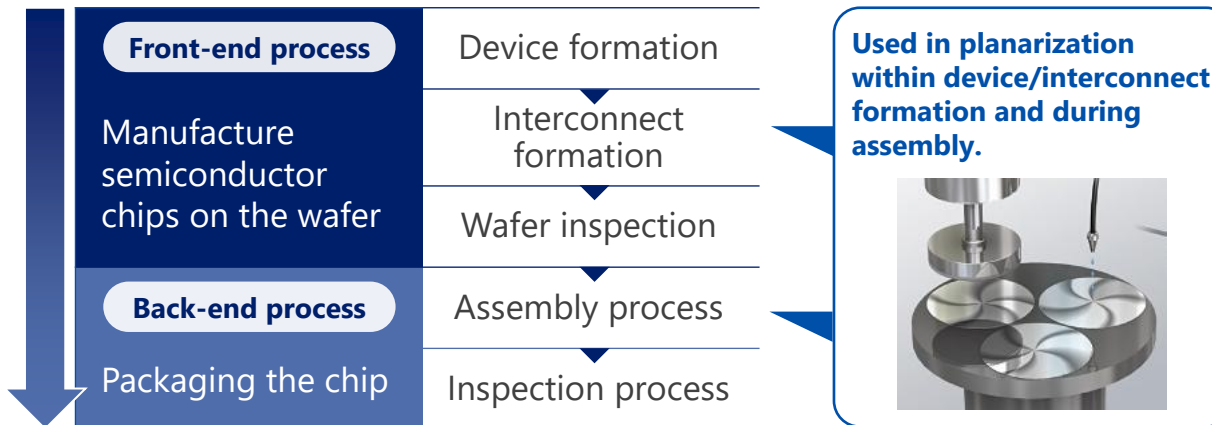 Front-end process
Manufacture
semiconductor
chips on the wafer
Back-end process
Packaging the chip
Device formation
Interconnect
formation
Wafer inspection
Assembly process
Inspection process
Used in planarization
within device/interconnect
formation and during
assembly.